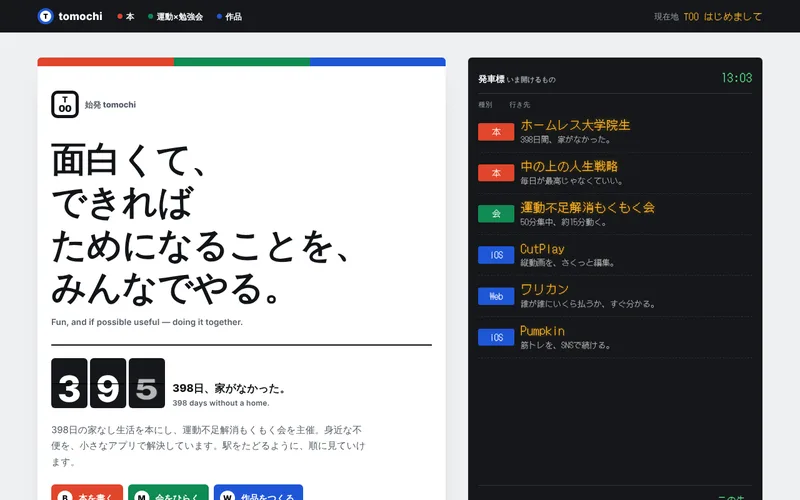 T tomochi 本 運動×勉強会 作品 現在地 T00 はじめまして
T
00
始発 tomochi
面白くて、
できれば
ためになることを、
みんなでやる。
Fun, and if possible useful — doing it together.
395
398日、家がなかった。
398 days without a home.
398日の家なし生活を本にし、運動不足解消もくもく会を主催。身近な不
便を、小さなアプリで解決しています。駅をたどるように、順に見ていけ
ます。
B 本を書く M 会をひらく W 作品をつくる
発車標 いま開けるもの 13:03
種別 行き先
本 ホームレス大学院生
398日間、家がなかった。
本 中の上の人生戦略
毎日が最高じゃなくていい。
会 運動不足解消もくもく会
50分集中、約15分動く。
iOS CutPlay
縦動画を、さくっと編集。
Web ワリカン
誰が誰にいくら払うか、すぐ分かる。
iOS Pumpkin
筋トレを、SNSで続ける。